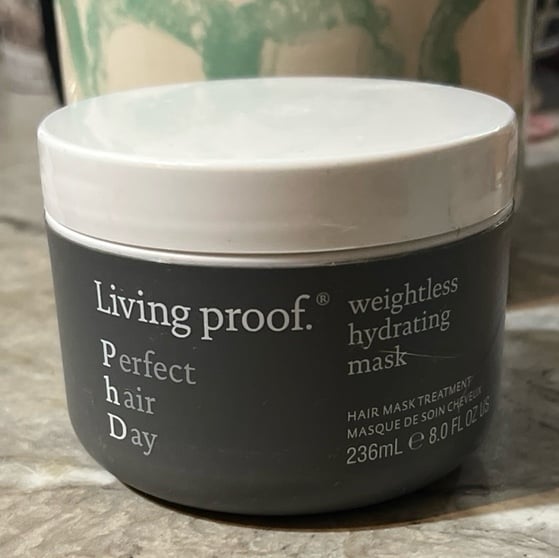 Living proof.®
Perfect
hair
Day
weightless
hydrating
mask
HAIR MASK TREATMENT
MASQUE DE SOIN CHEVEUX
236mL ℮ 8.0 FL OZ US